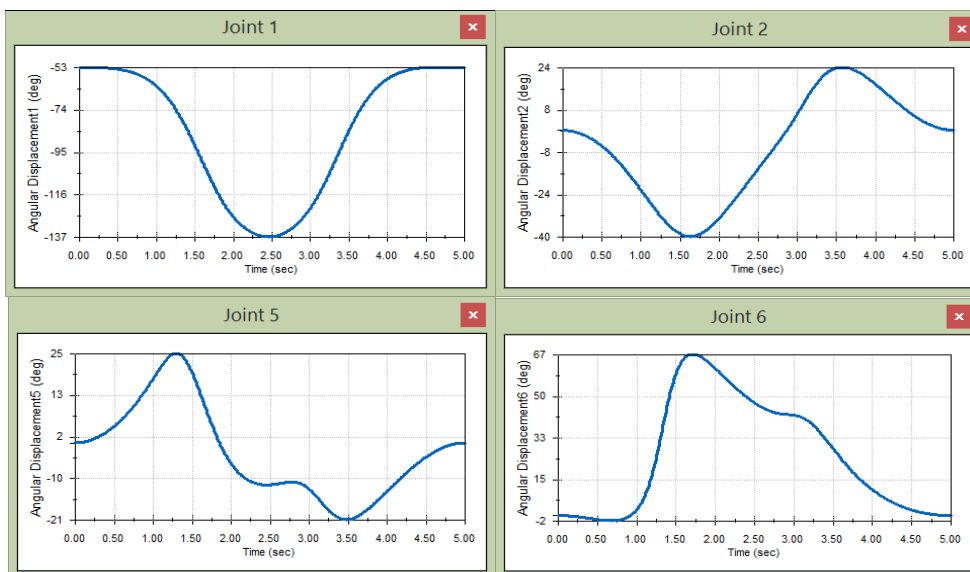 Joint 1
×
Angular Displacement1 (deg)
-53
-74
-95
-116
-137
0.00 0.50 1.00 1.50 2.00 2.50 3.00 3.50 4.00 4.50 5.00
Time (sec)
Joint 2
×
Angular Displacement2 (deg)
24
8
-8
-24
-40
0.00 0.50 1.00 1.50 2.00 2.50 3.00 3.50 4.00 4.50 5.00
Time (sec)
Joint 5
×
Angular Displacement5 (deg)
25
13
2
-10
-21
0.00 0.50 1.00 1.50 2.00 2.50 3.00 3.50 4.00 4.50 5.00
Time (sec)
Joint 6
×
Angular Displacement6 (deg)
67
50
33
15
-2
0.00 0.50 1.00 1.50 2.00 2.50 3.00 3.50 4.00 4.50 5.00
Time (sec)